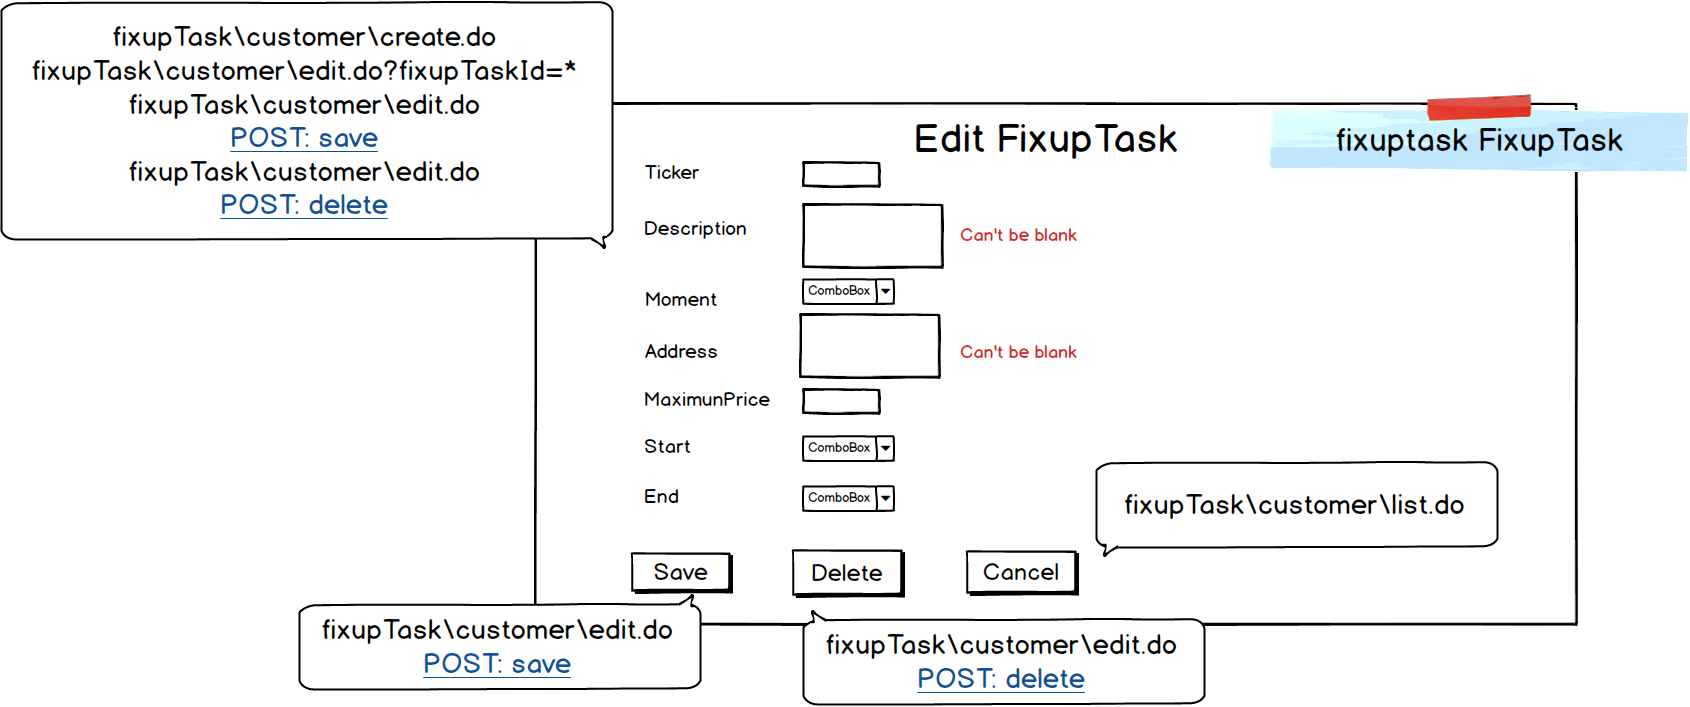 fixupTask\customer\create.do
fixupTask\customer\edit.do?fixupTaskId=*
fixupTask\customer\edit.do
POST: save
fixupTask\customer\edit.do
POST: delete
Edit FixupTask
fixuptask FixupTask
Ticker
Description
Can't be blank
Moment
ComboBox
Address
Can't be blank
MaximunPrice
Start
ComboBox
End
ComboBox
fixupTask\customer\list.do
Save
Delete
Cancel
fixupTask\customer\edit.do
POST: save
fixupTask\customer\edit.do
POST: delete